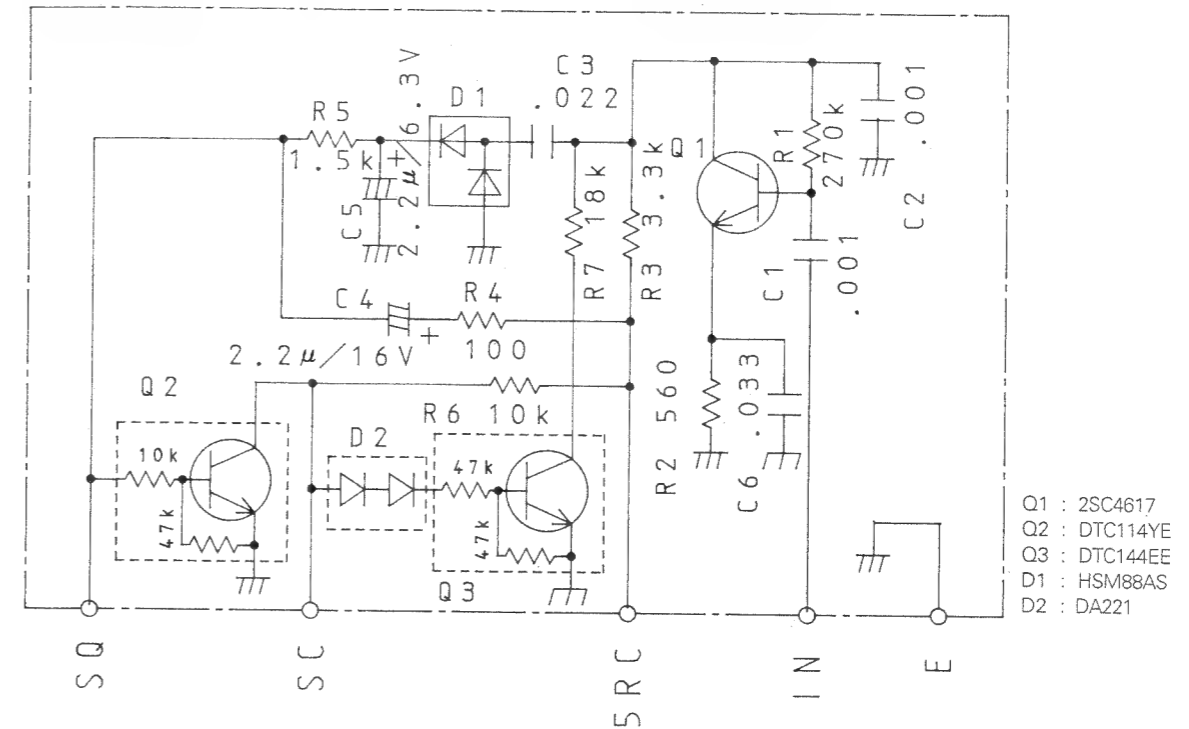 C3
.022
D1
2.2μ/6.3V
R5
1.5k
+
C5
C4
+
2.2μ/16V
R4
100
R7 18k
R3 3.3k
Q1
R1
270k
C2 .001
C1 .001
R2 560
C6 .033
R6 10k
Q2
10k
47k
D2
47k
47k
Q3
SQ
SC
5RC
IN
E
Q1 : 2SC4617
Q2 : DTC114YE
Q3 : DTC144EE
D1 : HSM88AS
D2 : DA221